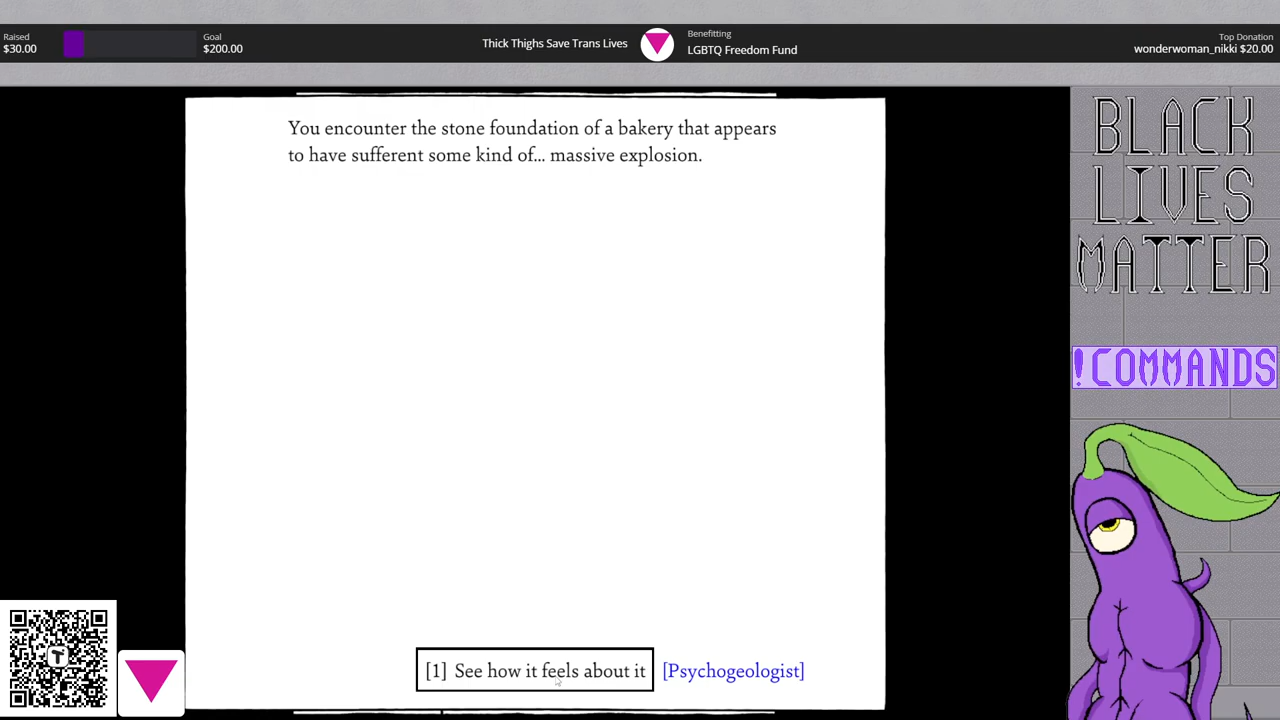 Raised
$30.00
Goal
$200.00
Thick Thighs Save Trans Lives
Benefitting
LGBTQ Freedom Fund
Top Donation
wonderwoman_nikki $20.00
You encounter the stone foundation of a bakery that appears
to have sufferent some kind of... massive explosion.
[1] See how it feels about it [Psychogeologist]
BLACK
LIVES
MATTER
!COMMANDS
T